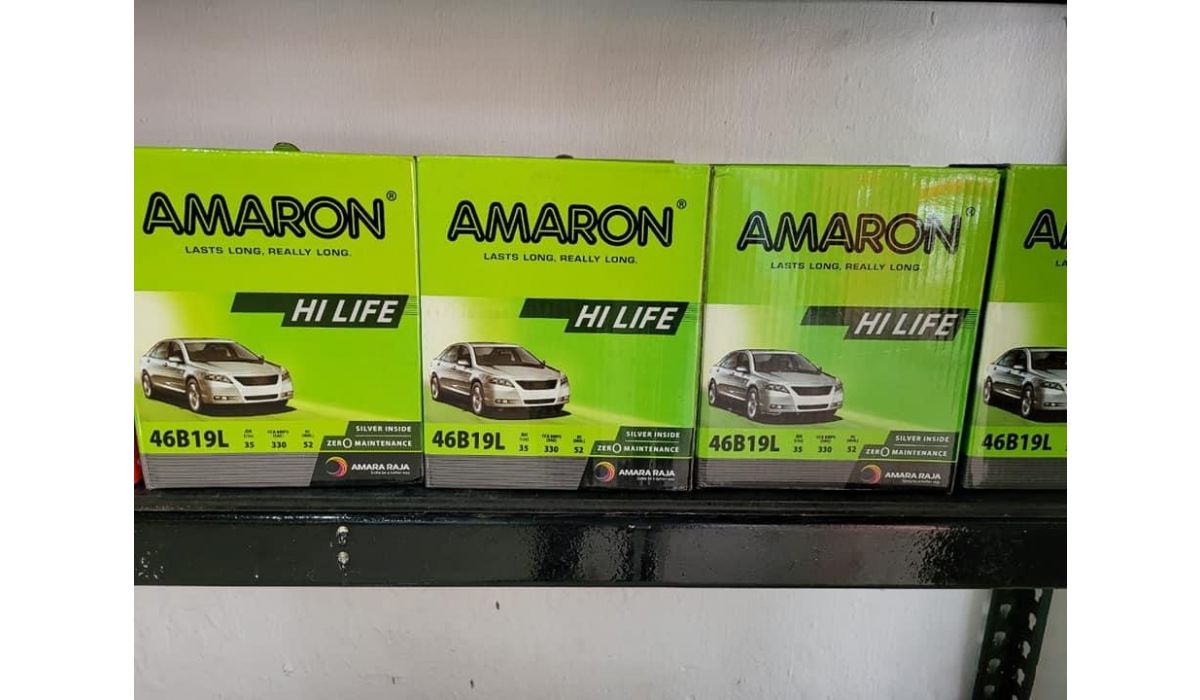 AMARON®
LASTS LONG, REALLY LONG.
HI LIFE
46B19L
35 330 52
SILVER INSIDE
ZERO MAINTENANCE
AMARA RAJA
AMARON®
LASTS LONG, REALLY LONG.
HI LIFE
46B19L
35 330 52
SILVER INSIDE
ZERO MAINTENANCE
AMARA RAJA
AMARON®
LASTS LONG, REALLY LONG.
HI LIFE
46B19L
35 330 52
SILVER INSIDE
ZERO MAINTENANCE
AMARA RAJA
46B19L